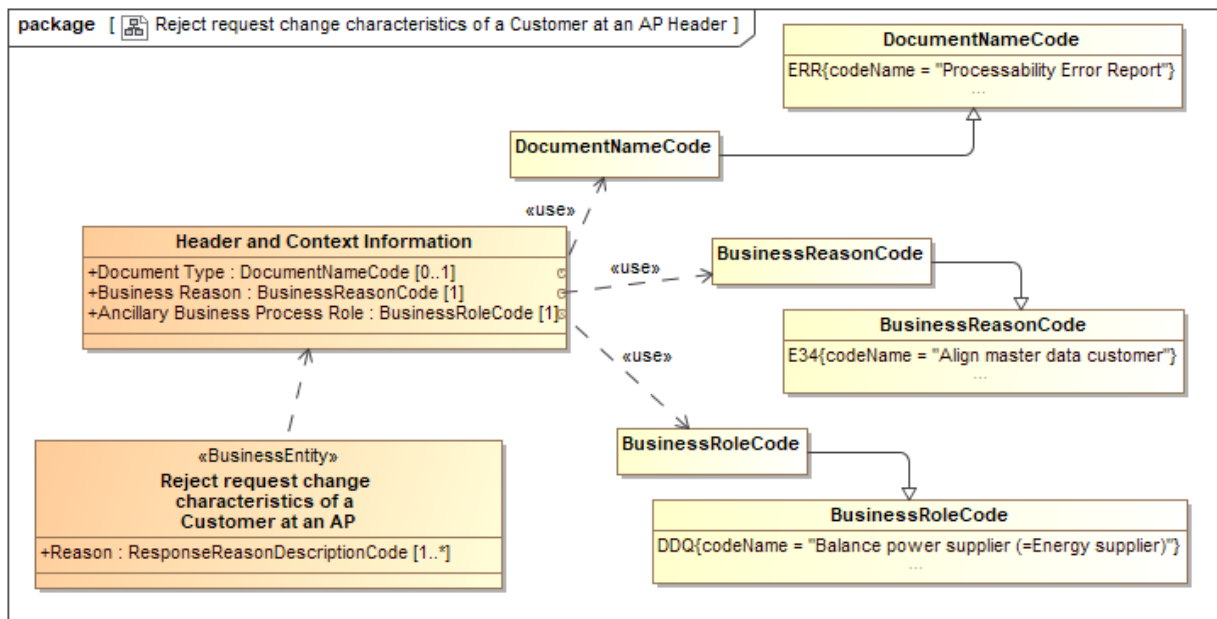 package [ Reject request change characteristics of a Customer at an AP Header ]
DocumentNameCode
ERR{codeName = "Processability Error Report"}
...
DocumentNameCode
«use»
Header and Context Information
+Document Type : DocumentNameCode [0..1]
+Business Reason : BusinessReasonCode [1]
+Ancillary Business Process Role : BusinessRoleCode [1]
«use»
BusinessReasonCode
BusinessReasonCode
E34{codeName = "Align master data customer"}
...
«use»
BusinessRoleCode
«BusinessEntity»
Reject request change
characteristics of a
Customer at an AP
+Reason : ResponseReasonDescriptionCode [1..*]
BusinessRoleCode
DDQ{codeName = "Balance power supplier (=Energy supplier)"}
...